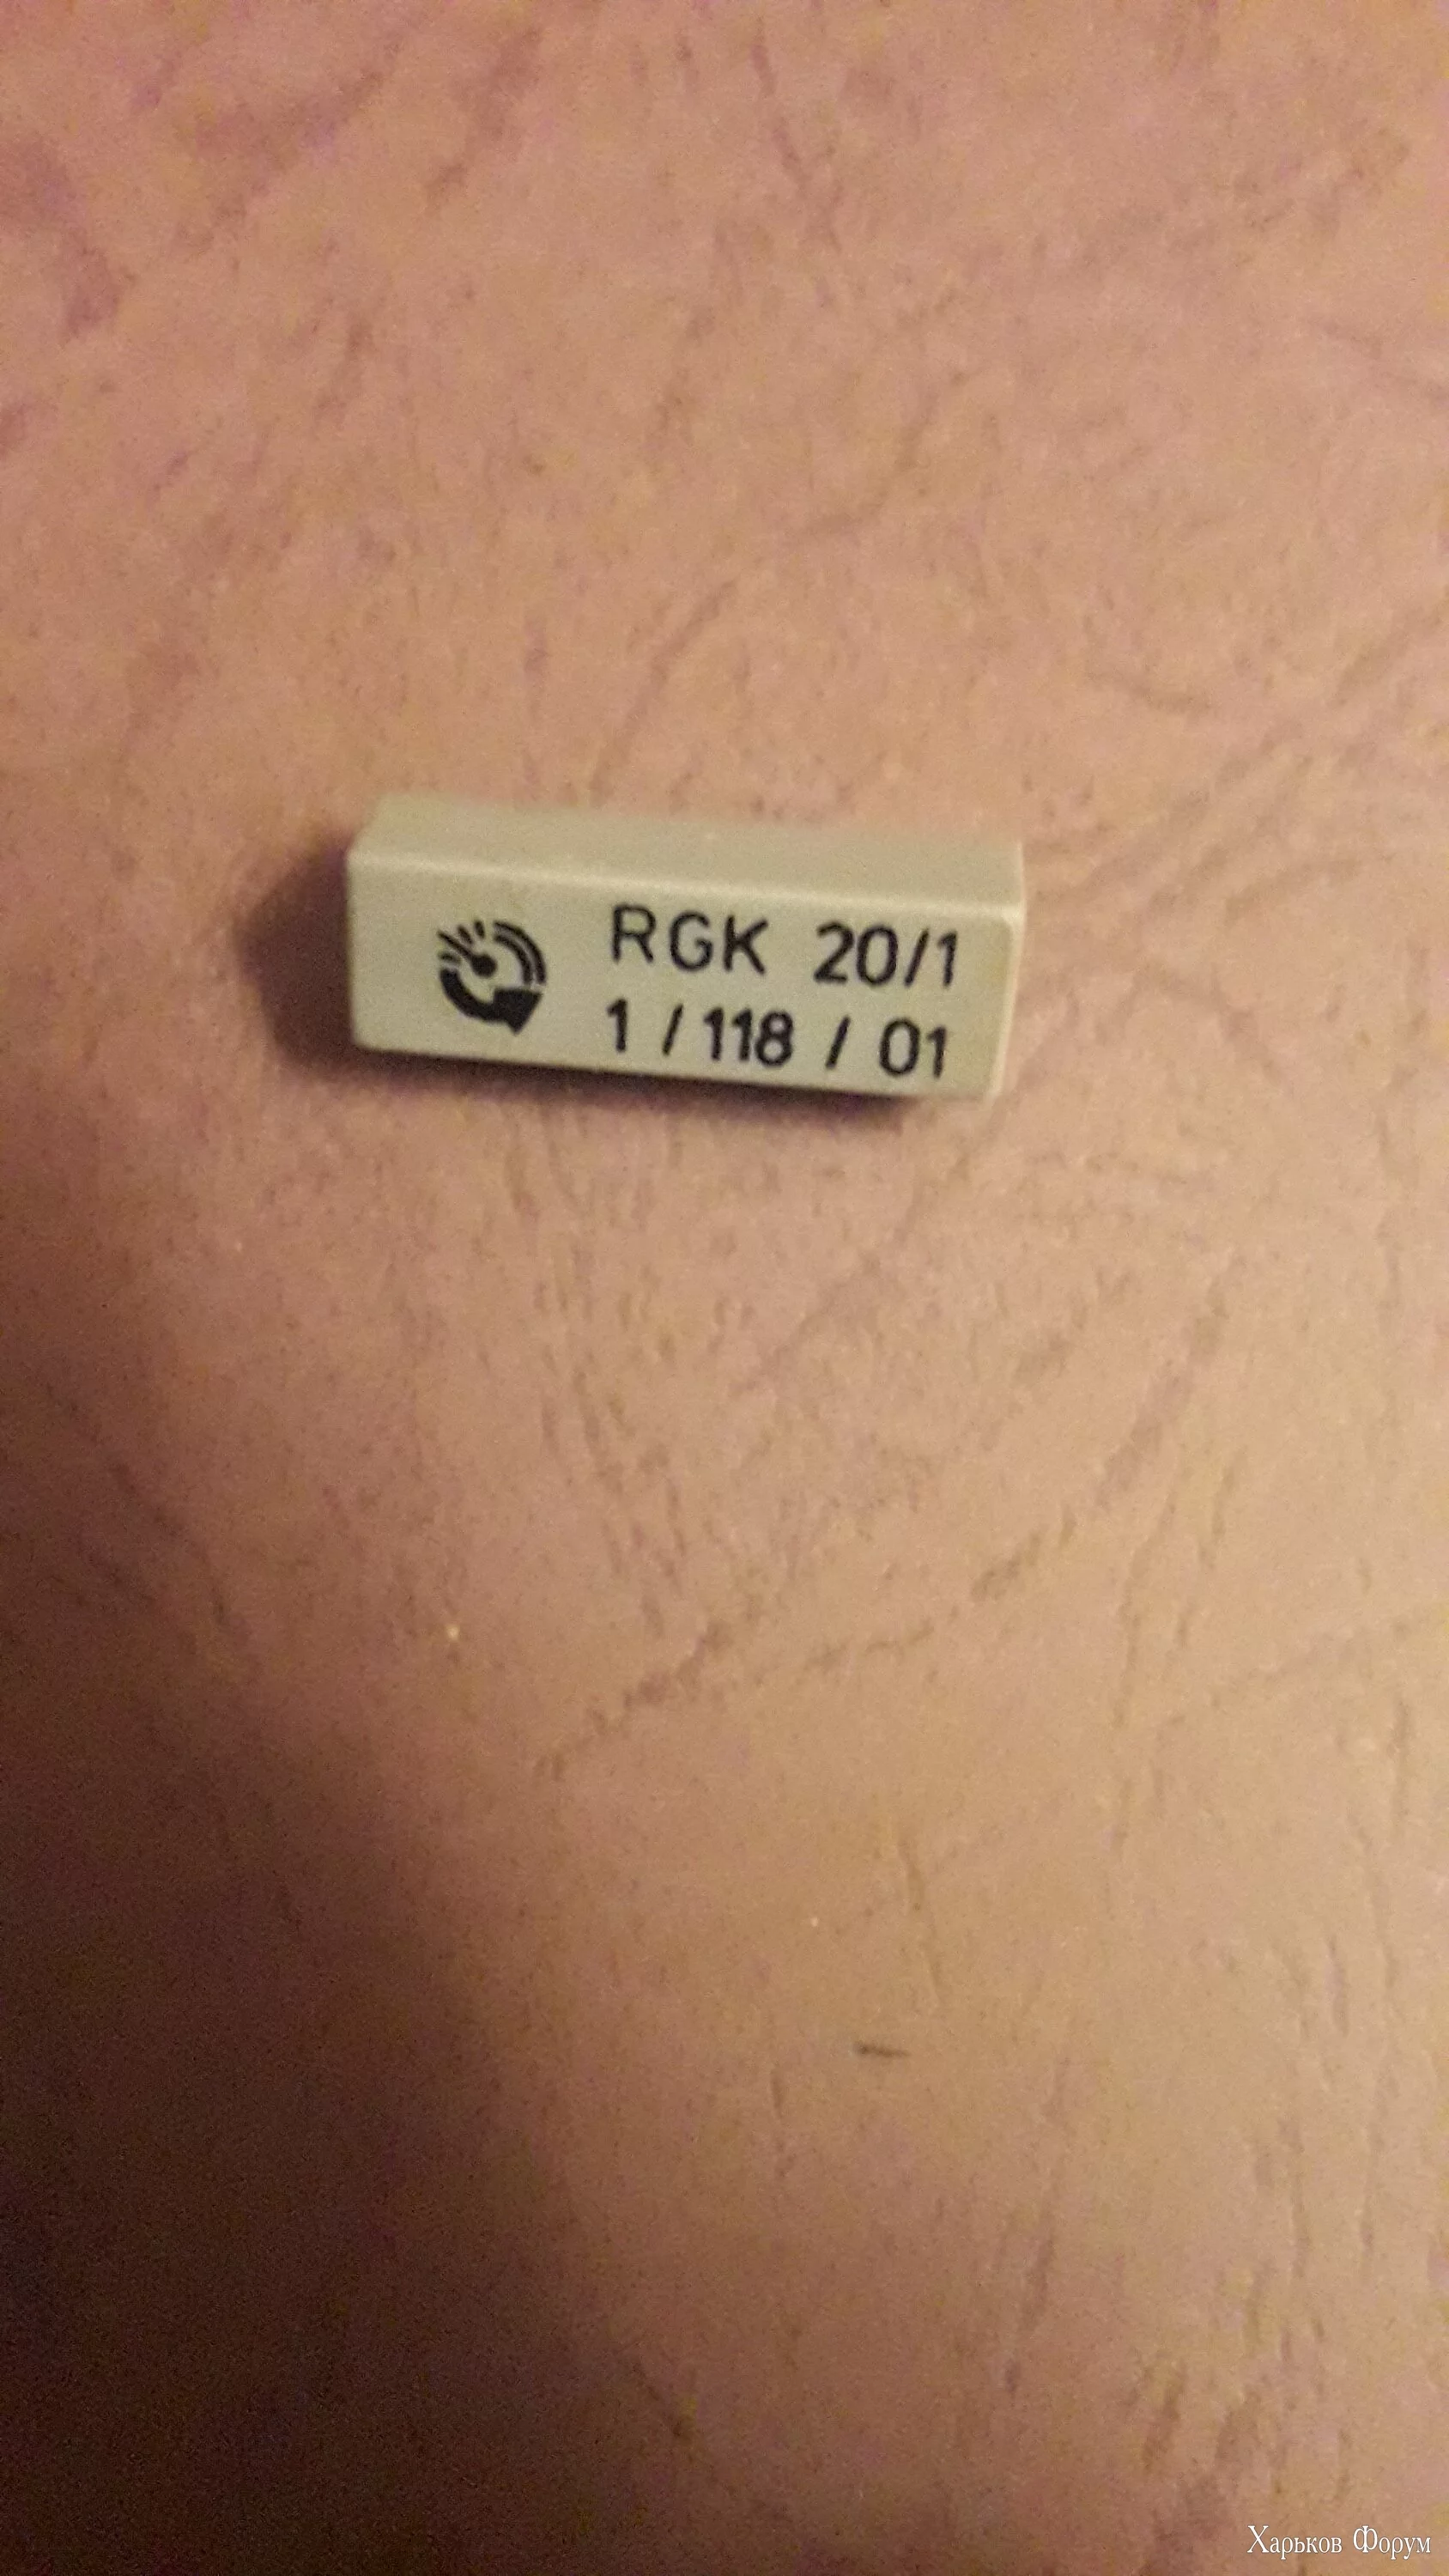 RGK 20/1
1 / 118 / 01
Харьков Форум